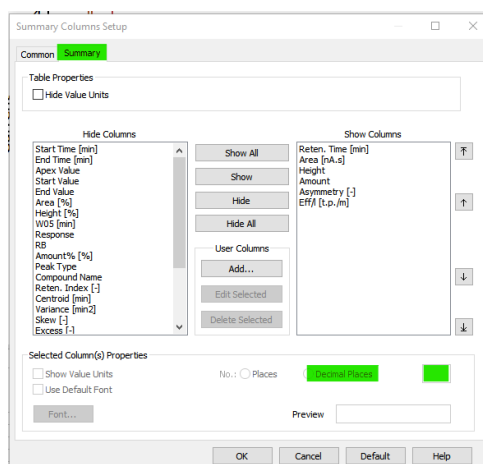 Summary Columns Setup
Common Summary
Table Properties
Hide Value Units
Hide Columns
Start Time [min]
End Time [min]
Apex Value
Start Value
End Value
Area [%]
Height [%]
W05 [min]
Response
RB
Amount% [%]
Peak Type
Compound Name
Reten. Index [-]
Centroid [min]
Variance [min2]
Skew [-]
Excess [-]
Show All
Show
Hide
Hide All
User Columns
Add...
Edit Selected
Delete Selected
Show Columns
Reten. Time [min]
Area [nA.s]
Height
Amount
Asymmetry [-]
Eff/l [t.p./m]
Selected Column(s) Properties
Show Value Units
No.: Places Decimal Places
Use Default Font
Font...
Preview
OK Cancel Default Help